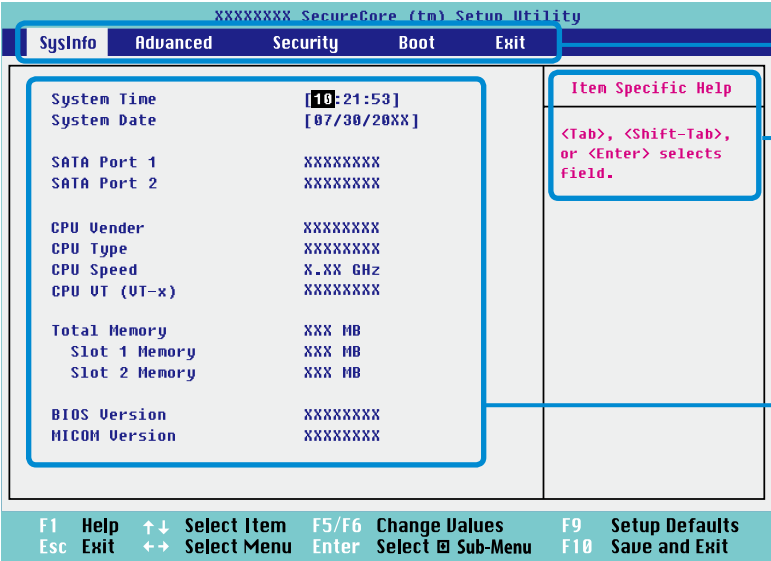 XXXXXXXX SecureCore (tm) Setup Utility
SysInfo Advanced Security Boot Exit
System Time [10:21:53]
System Date [07/30/20XX]
SATA Port 1 XXXXXXXX
SATA Port 2 XXXXXXXX
CPU Vender XXXXXXXX
CPU Type XXXXXXXX
CPU Speed X.XX GHz
CPU VT (VT-x) XXXXXXXX
Total Memory XXX MB
Slot 1 Memory XXX MB
Slot 2 Memory XXX MB
BIOS Version XXXXXXXX
MICOM Version XXXXXXXX
Item Specific Help
<Tab>, <Shift-Tab>,
or <Enter> selects
field.
F1 Help ↑↓ Select Item F5/F6 Change Values F9 Setup Defaults
Esc Exit ←→ Select Menu Enter Select Sub-Menu F10 Save and Exit